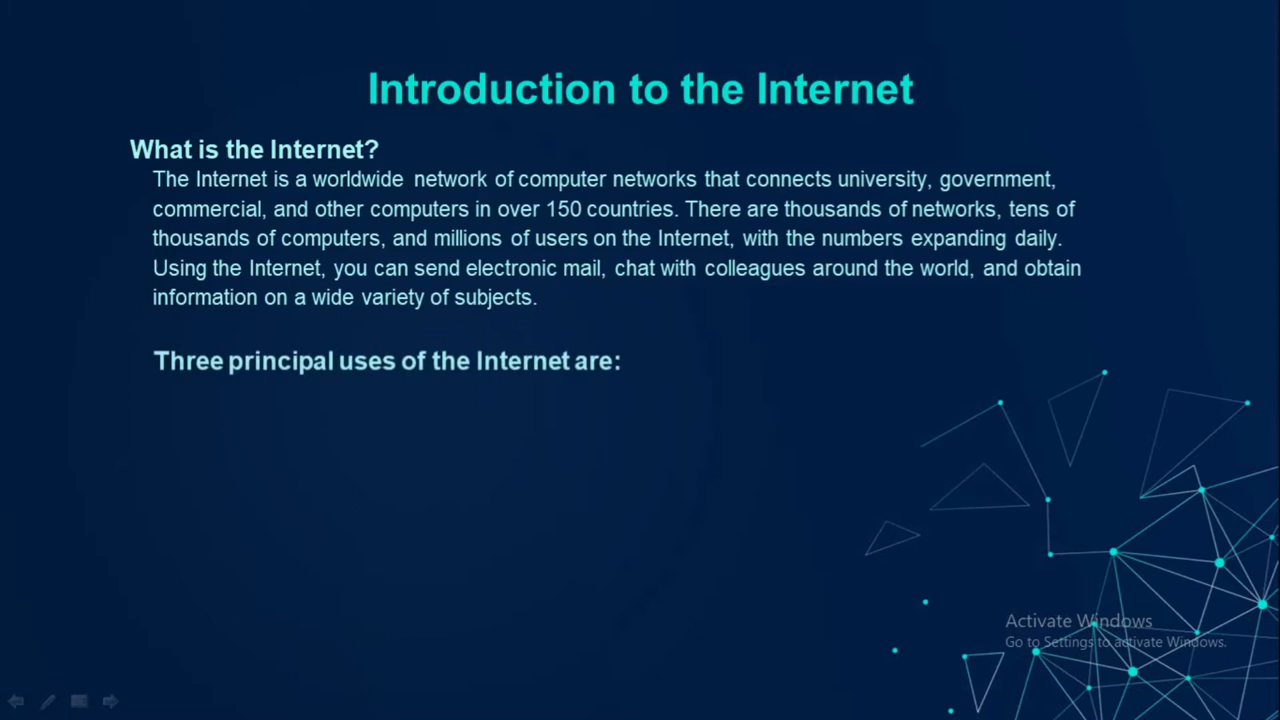 Introduction to the Internet
What is the Internet?
The Internet is a worldwide network of computer networks that connects university, government,
commercial, and other computers in over 150 countries. There are thousands of networks, tens of
thousands of computers, and millions of users on the Internet, with the numbers expanding daily.
Using the Internet, you can send electronic mail, chat with colleagues around the world, and obtain
information on a wide variety of subjects.
Three principal uses of the Internet are:
Activate Windows
Go to Settings to activate Windows.